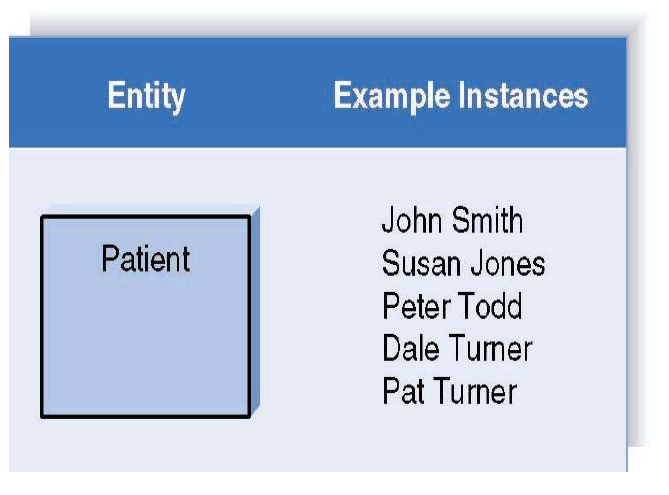 Entity
Example Instances
Patient
John Smith
Susan Jones
Peter Todd
Dale Turner
Pat Turner